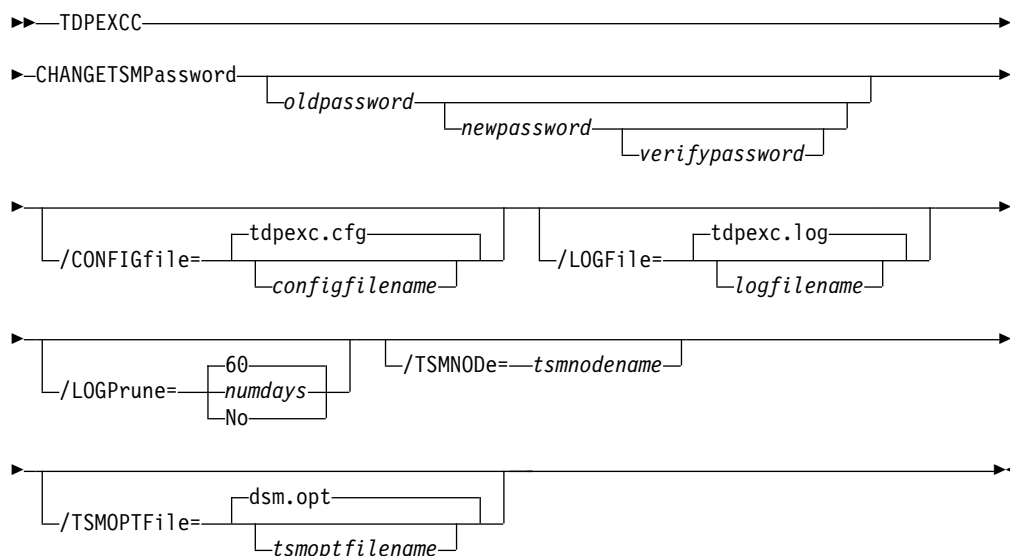 TDPEXCC
CHANGETSMPassword
oldpassword
newpassword
verifypassword
/CONFIGfile=
tdpexc.cfg
configfilename
/LOGFile=
tdpexc.log
logfilename
/LOGPrune=
60
numdays
No
/TSMNODe=
tsmnodename
/TSMOPTFile=
dsm.opt
tsmoptfilename